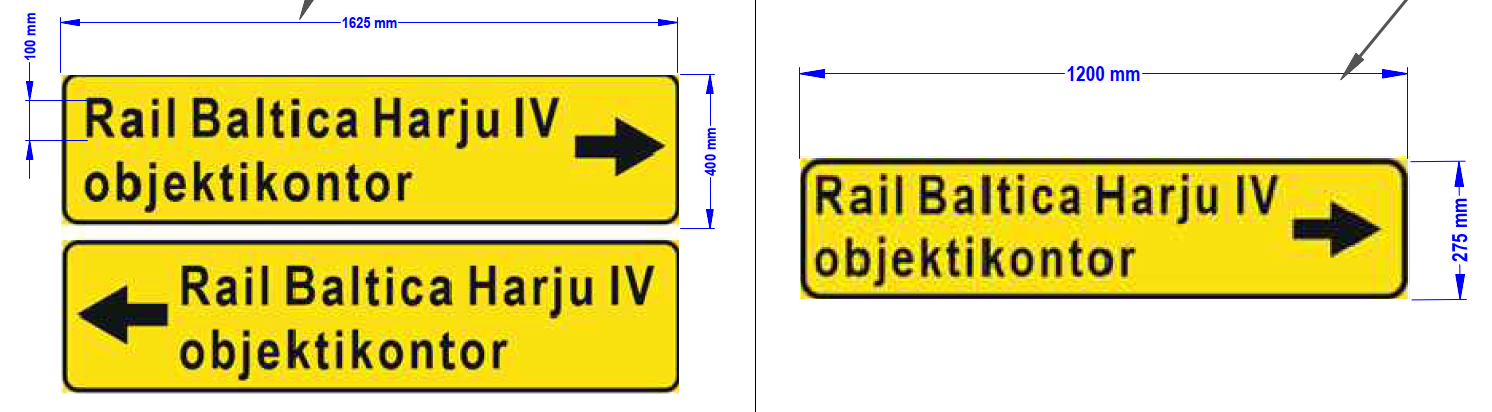 1625 mm
100 mm
Rail Baltica Harju IV
objektikontor
400 mm
Rail Baltica Harju IV
objektikontor
1200 mm
Rail Baltica Harju IV
objektikontor
275 mm